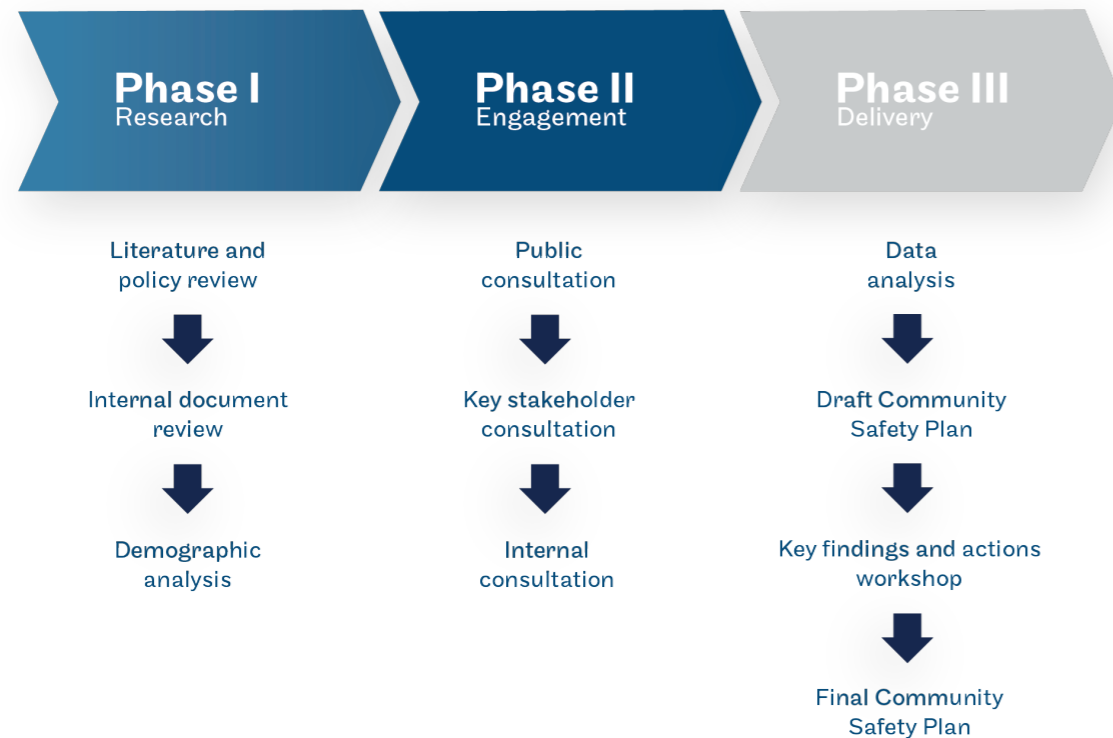 Phase I
Research
Phase II
Engagement
Phase III
Delivery
Literature and
policy review
Internal document
review
Demographic
analysis
Public
consultation
Key stakeholder
consultation
Internal
consultation
Data
analysis
Draft Community
Safety Plan
Key findings and actions
workshop
Final Community
Safety Plan